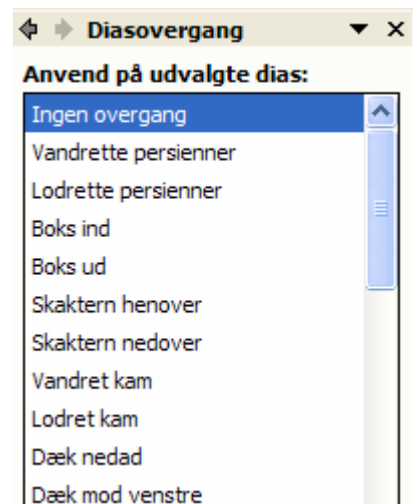 Diasovergang
Anvend på udvalgte dias:
Ingen overgang
Vandrette persienner
Lodrette persienner
Boks ind
Boks ud
Skaktern henover
Skaktern nedover
Vandret kam
Lodret kam
Dæk nedad
Dæk mod venstre